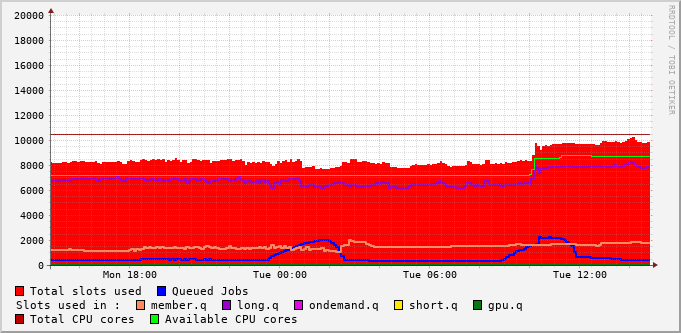 20000
18000
16000
14000
12000
10000
8000
6000
4000
2000
0
Mon 18:00 Tue 00:00 Tue 06:00 Tue 12:00
RRDTOOL / TOBI OETIKER
Total slots used Queued Jobs
Slots used in : member.q long.q ondemand.q short.q gpu.q
Total CPU cores Available CPU cores